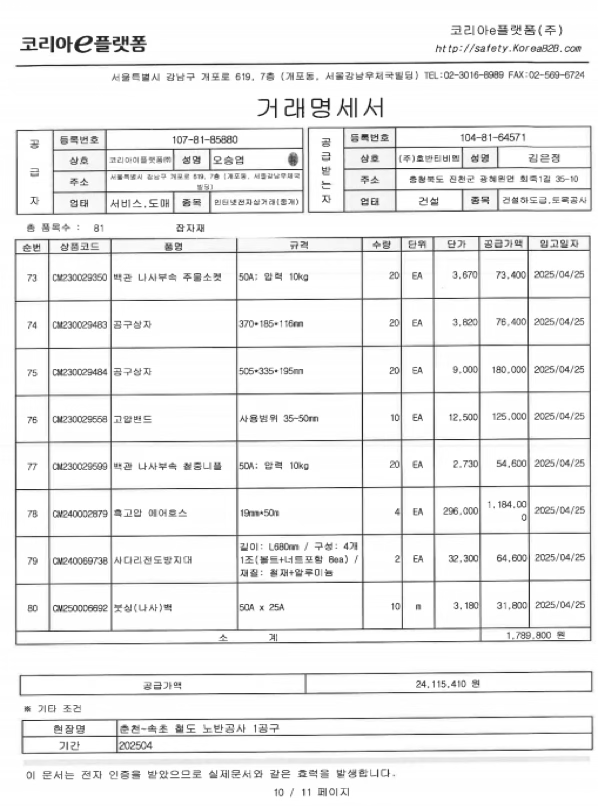 코리아e플랫폼
코리아e플랫폼(주)
http://safety.KoreaB2B.com
서울특별시 강남구 개포로 619, 7층 (개포동, 서울강남우체국빌딩) TEL:02-3016-8989 FAX:02-569-6724
거래명세서
공급자
등록번호 107-81-85880
상호 코리아이플랫폼㈜ 성명 오승엽
주소 서울특별시 강남구 개포로 619, 7층 (개포동, 서울강남우체국빌딩)
업태 서비스,도매 종목 인터넷전자상거래(중개)
공급받는자
등록번호 104-81-64571
상호 (주)호반티비엠 성명 김은정
주소 충청북도 진천군 광혜원면 회죽1길 35-10
업태 건설 종목 건설하도급,토목공사
총 품목수 : 81 잡자재
순번 상품코드 품명 규격 수량 단위 단가 공급가액 입고일자
73 CM230029350 백관 나사부속 주물소켓 50A; 압력 10kg 20 EA 3,670 73,400 2025/04/25
74 CM230029483 공구상자 370*185*116mm 20 EA 3,820 76,400 2025/04/25
75 CM230029484 공구상자 505*335*195mm 20 EA 9,000 180,000 2025/04/25
76 CM230029558 고압밴드 사용범위 35-50mm 10 EA 12,500 125,000 2025/04/25
77 CM230029599 백관 나사부속 철중니플 50A; 압력 10kg 20 EA 2,730 54,600 2025/04/25
78 CM240002879 흑고압 에어호스 19mm*50m 4 EA 296,000 1,184,000 2025/04/25
79 CM240069738 사다리전도방지대 길이: L680mm / 구성: 4개
1조(볼트+너트포함 8ea) /
재질: 철재+알루미늄 2 EA 32,300 64,600 2025/04/25
80 CM250006692 붓싱(나사)백 50A x 25A 10 m 3,180 31,800 2025/04/25
소 계 1,789,800 원
공급가액 24,115,410 원
※ 기타 조건
현장명 춘천~속초 철도 노반공사 1공구
기간 202504
이 문서는 전자 인증을 받았으므로 실제문서와 같은 효력을 발생합니다.
10 / 11 페이지